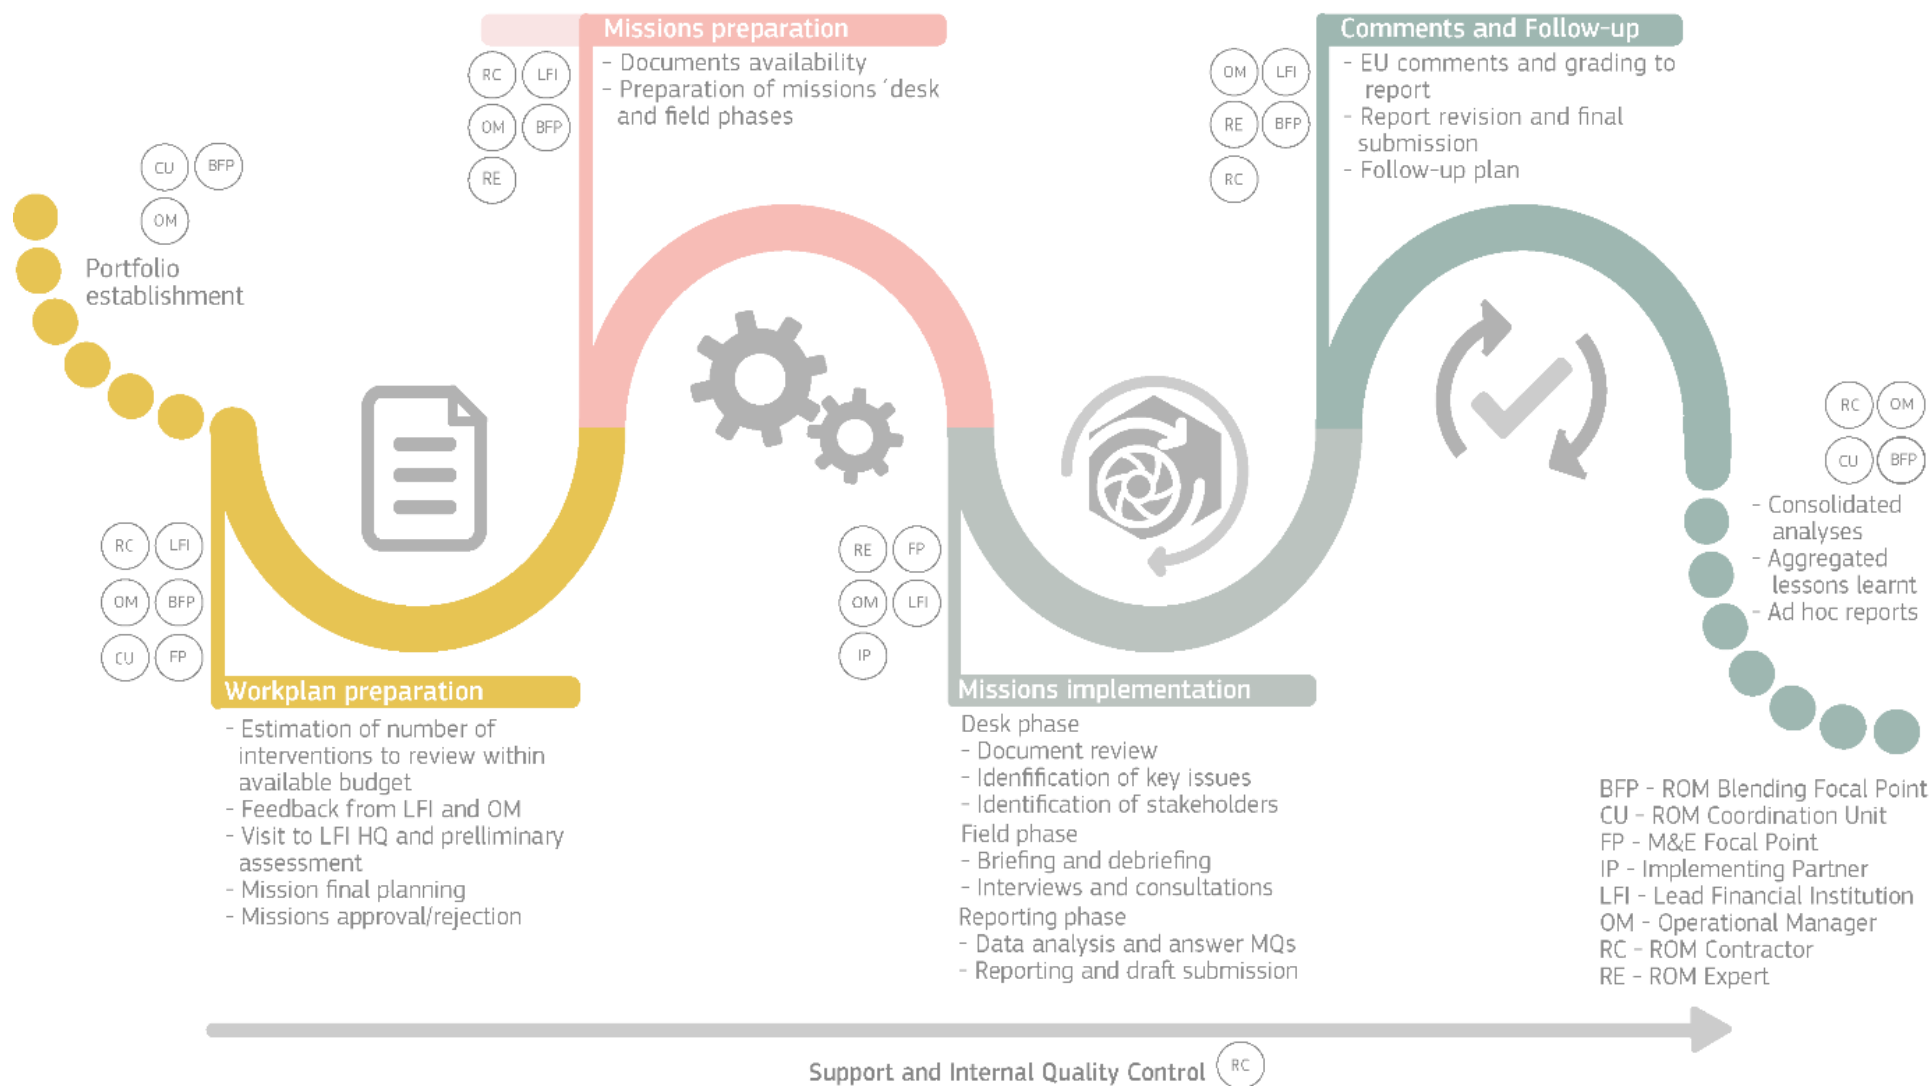 CU BFP
OM
Portfolio
establishment
RC LFI
OM BFP
CU FP
Workplan preparation
- Estimation of number of
interventions to review within
available budget
- Feedback from LFI and OM
- Visit to LFI HQ and prelliminary
assessment
- Mission final planning
- Missions approval/rejection
Missions preparation
RC LFI
OM BFP
RE
- Documents availability
- Preparation of missions ´desk
and field phases
RE FP
OM LFI
IP
Missions implementation
Desk phase
- Document review
- Idenfification of key issues
- Identification of stakeholders
Field phase
- Briefing and debriefing
- Interviews and consultations
Reporting phase
- Data analysis and answer MQs
- Reporting and draft submission
Comments and Follow-up
OM LFI
RE BFP
RC
- EU comments and grading to
report
- Report revision and final
submission
- Follow-up plan
RC OM
CU BFP
- Consolidated
analyses
- Aggregated
lessons learnt
- Ad hoc reports
BFP - ROM Blending Focal Point
CU - ROM Coordination Unit
FP - M&E Focal Point
IP - Implementing Partner
LFI - Lead Financial Institution
OM - Operational Manager
RC - ROM Contractor
RE - ROM Expert
Support and Internal Quality Control RC